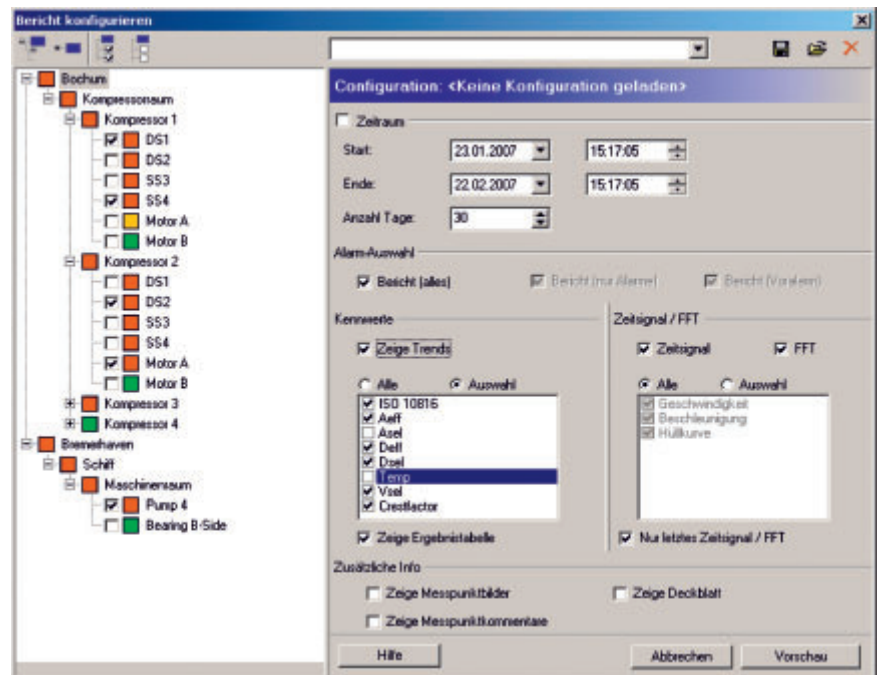 Bericht konfigurieren
Bochum
Kompressorraum
Kompressor 1
DS1
DS2
SS3
SS4
Motor A
Motor B
Kompressor 2
DS1
DS2
SS3
SS4
Motor A
Motor B
Kompressor 3
Kompressor 4
Bremerhaven
Schiff
Maschinenraum
Pump 4
Bearing B-Side
Configuration: <Keine Konfiguration geladen>
Zeitraum
Start: 23.01.2007 15:17:05
Ende: 22.02.2007 15:17:05
Anzahl Tage: 30
Alarm-Auswahl
Bericht (alles) Bericht (nur Alarme) Bericht (Voralarm)
Kennwerte
Zeige Trends
Alle Auswahl
ISO 10816
Aeff
Asel
Deff
Dsel
Temp
Vsel
Crestfactor
Zeige Ergebnistabelle
Zeitsignal / FFT
Zeitsignal FFT
Alle Auswahl
Geschwindigkeit
Beschleunigung
Hüllkurve
Nur letztes Zeitsignal / FFT
Zusätzliche Info
Zeige Messpunktbilder Zeige Deckblatt
Zeige Messpunktkommentare
Hilfe Abbrechen Vorschau